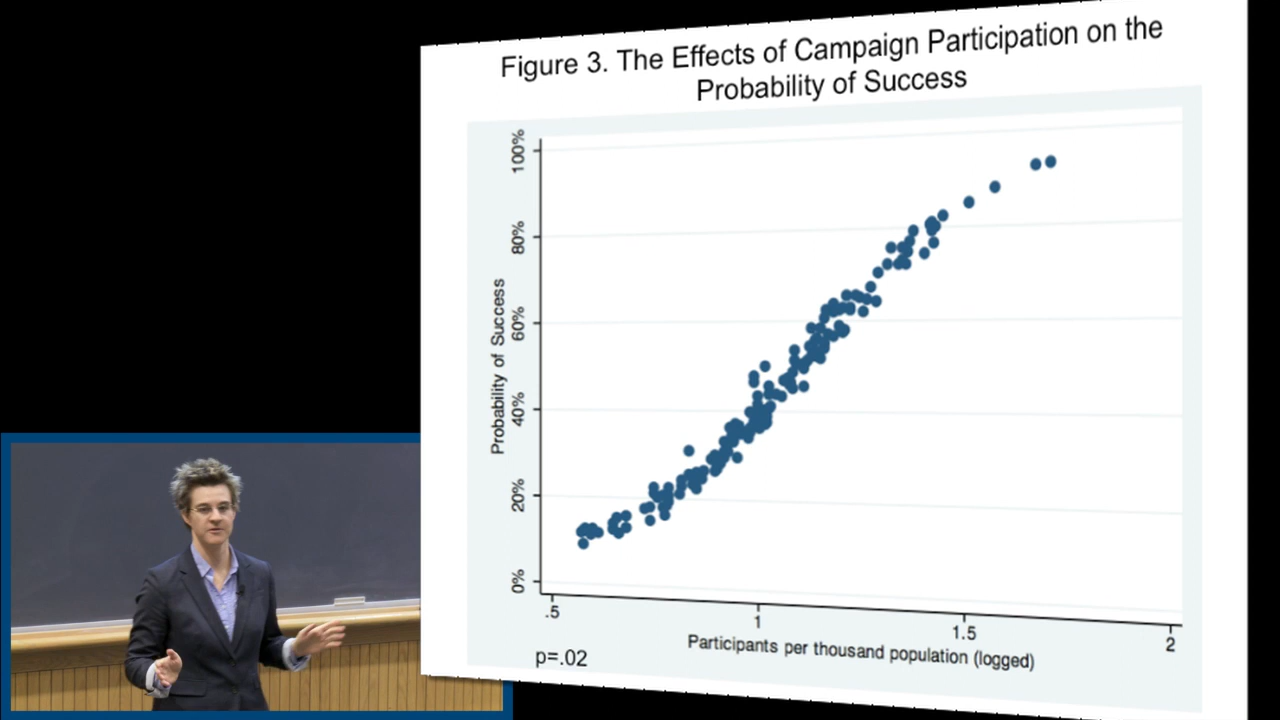 Figure 3. The Effects of Campaign Participation on the
Probability of Success
100%
80%
60%
40%
20%
0%
Probability of Success
.5
1
1.5
2
Participants per thousand population (logged)
p=.02